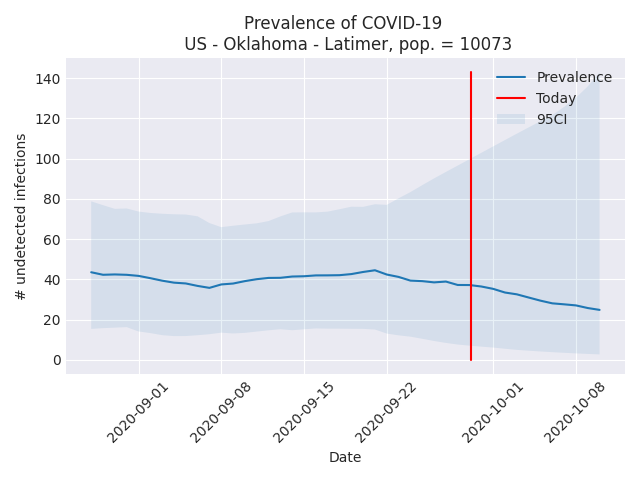 Prevalence of COVID-19
US - Oklahoma - Latimer, pop. = 10073
Prevalence
Today
95CI
# undetected infections
140
120
100
80
60
40
20
0
2020-09-01
2020-09-08
2020-09-15
2020-09-22
2020-10-01
2020-10-08
Date